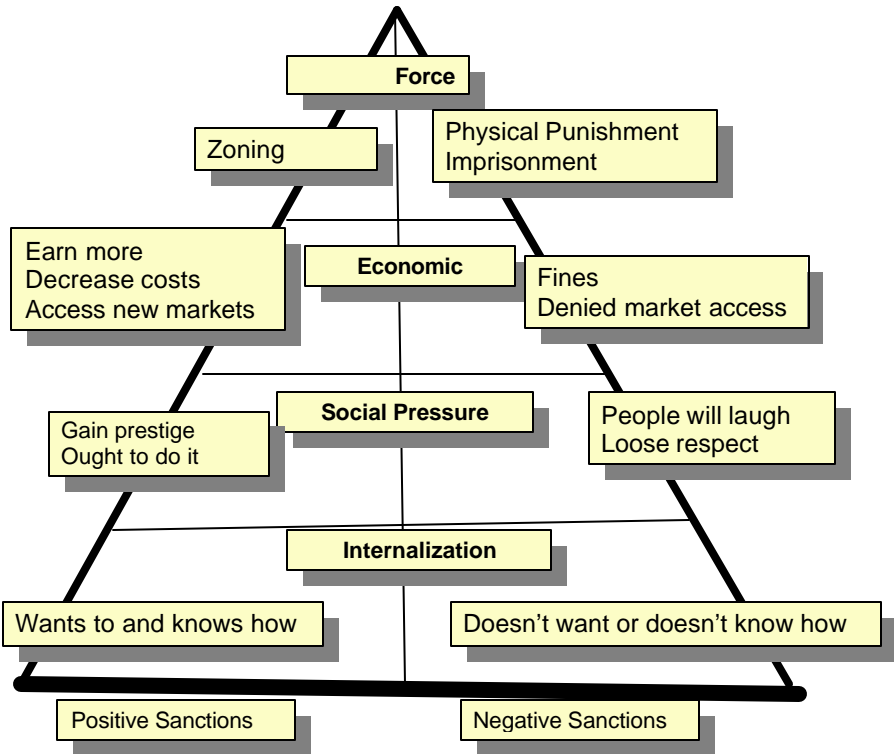 Force
Zoning
Physical Punishment
Imprisonment
Earn more
Decrease costs
Access new markets
Economic
Fines
Denied market access
Gain prestige
Ought to do it
Social Pressure
People will laugh
Loose respect
Internalization
Wants to and knows how
Doesn’t want or doesn’t know how
Positive Sanctions
Negative Sanctions